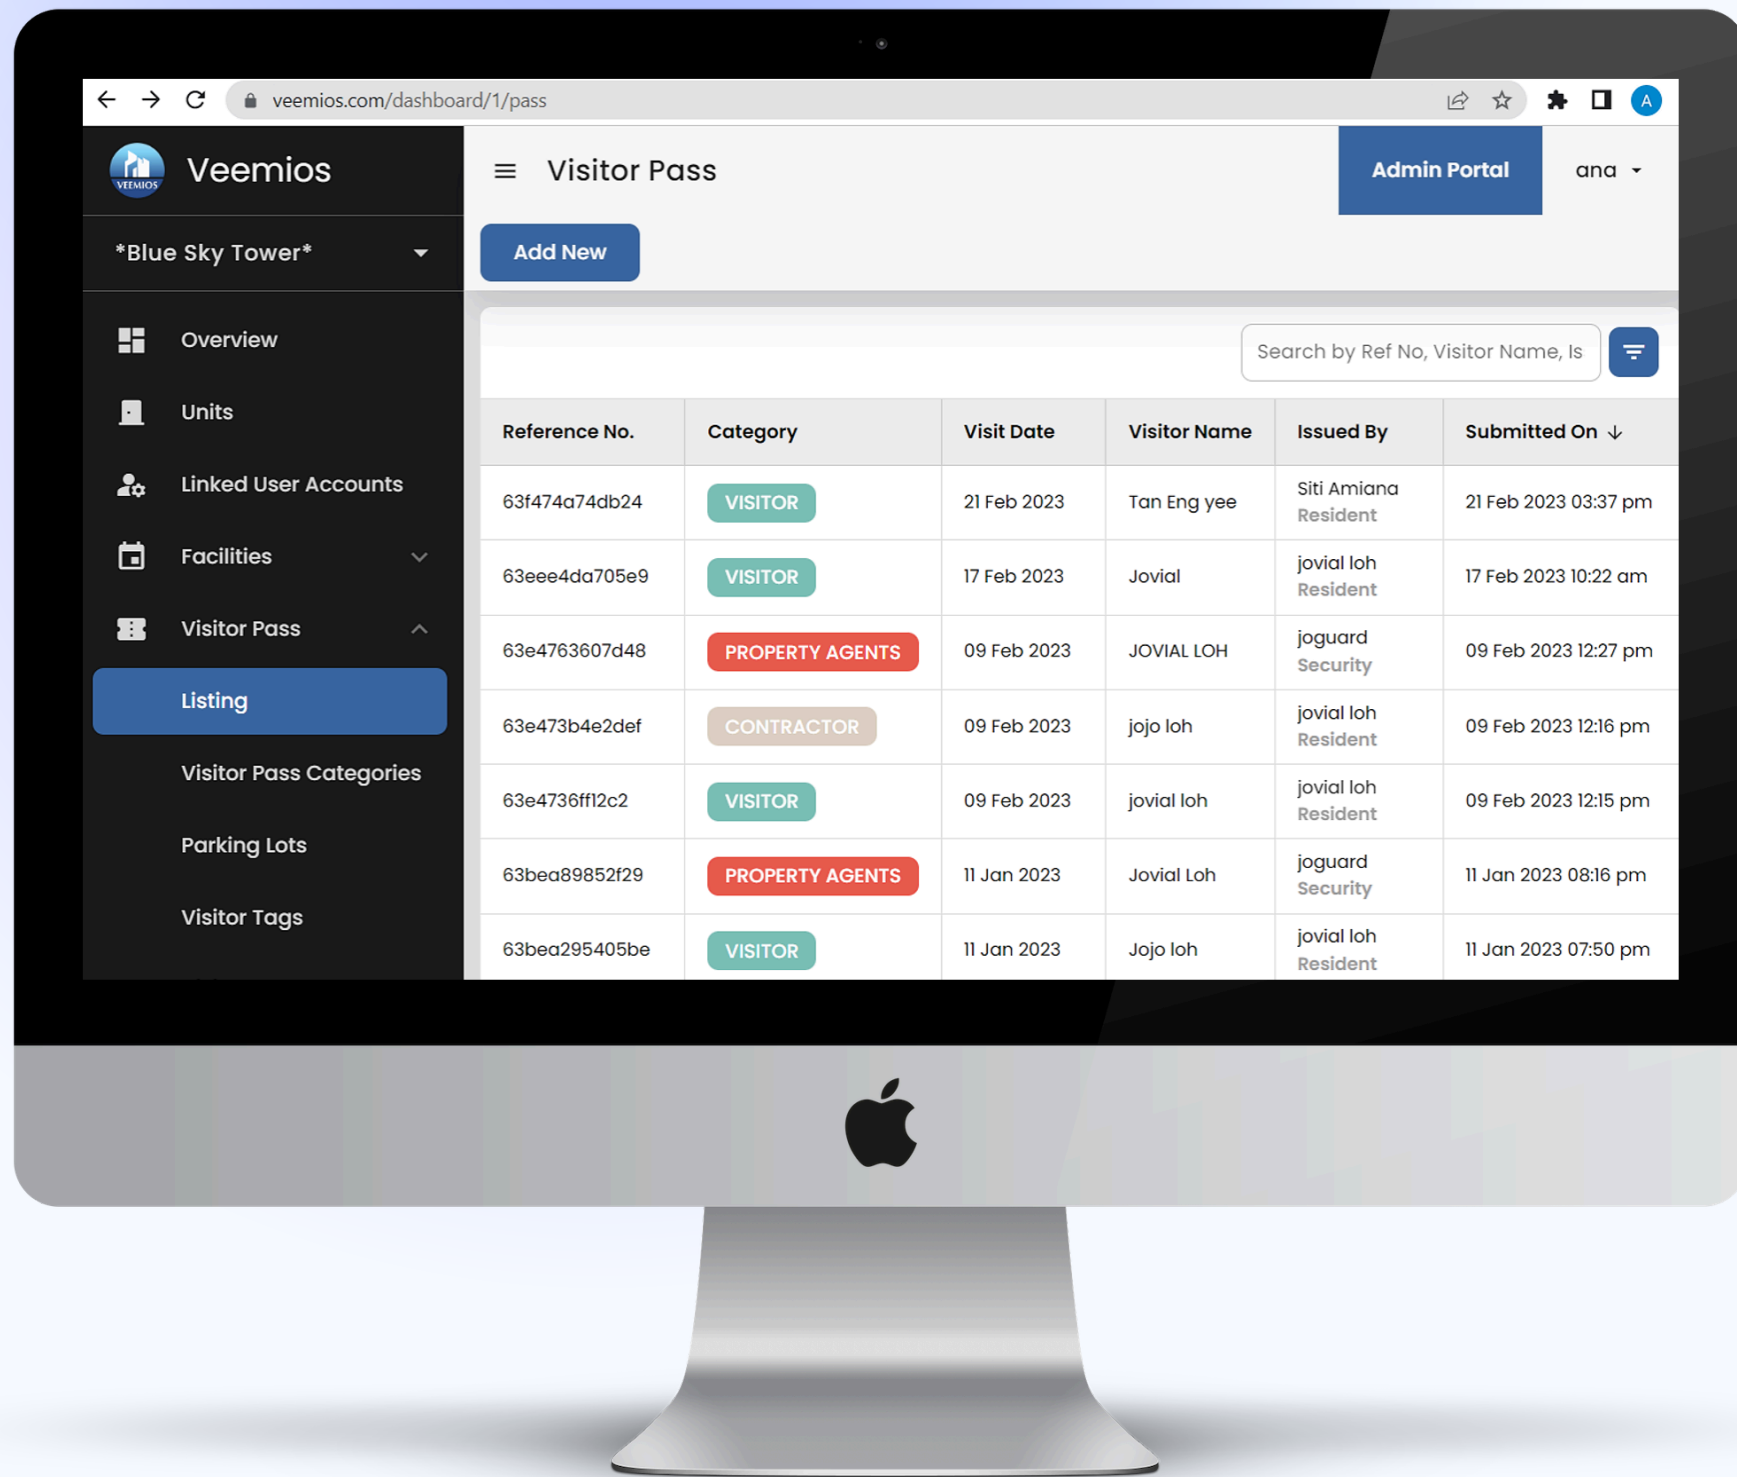 veemios.com/dashboard/1/pass
A
VEEMIOS
Veemios
Visitor Pass
Admin Portal
ana
*Blue Sky Tower*
Add New
Overview
Units
Linked User Accounts
Facilities
Visitor Pass
Listing
Visitor Pass Categories
Parking Lots
Visitor Tags
Search by Ref No, Visitor Name, Is
Reference No. Category Visit Date Visitor Name Issued By Submitted On
63f474a74db24 VISITOR 21 Feb 2023 Tan Eng yee Siti Amiana 21 Feb 2023 03:37 pm
Resident
63eee4da705e9 VISITOR 17 Feb 2023 Jovial jovial loh 17 Feb 2023 10:22 am
Resident
63e4763607d48 PROPERTY AGENTS 09 Feb 2023 JOVIAL LOH joguard 09 Feb 2023 12:27 pm
Security
63e473b4e2def CONTRACTOR 09 Feb 2023 jojo loh jovial loh 09 Feb 2023 12:16 pm
Resident
63e4736ff12c2 VISITOR 09 Feb 2023 jovial loh jovial loh 09 Feb 2023 12:15 pm
Resident
63bea89852f29 PROPERTY AGENTS 11 Jan 2023 Jovial Loh joguard 11 Jan 2023 08:16 pm
Security
63bea295405be VISITOR 11 Jan 2023 Jojo loh jovial loh 11 Jan 2023 07:50 pm
Resident